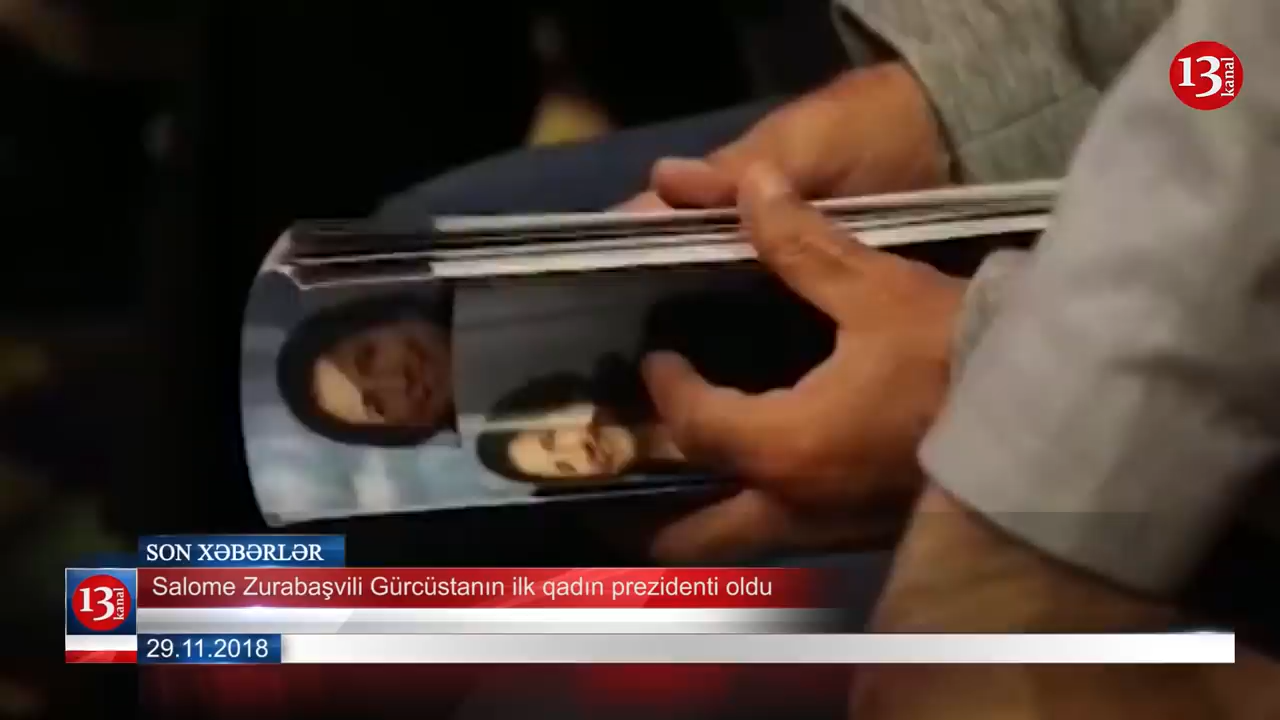 13 kanal
SON XƏBƏRLƏR
Salome Zurabaşvili Gürcüstanın ilk qadın prezidenti oldu
13 kanal
29.11.2018